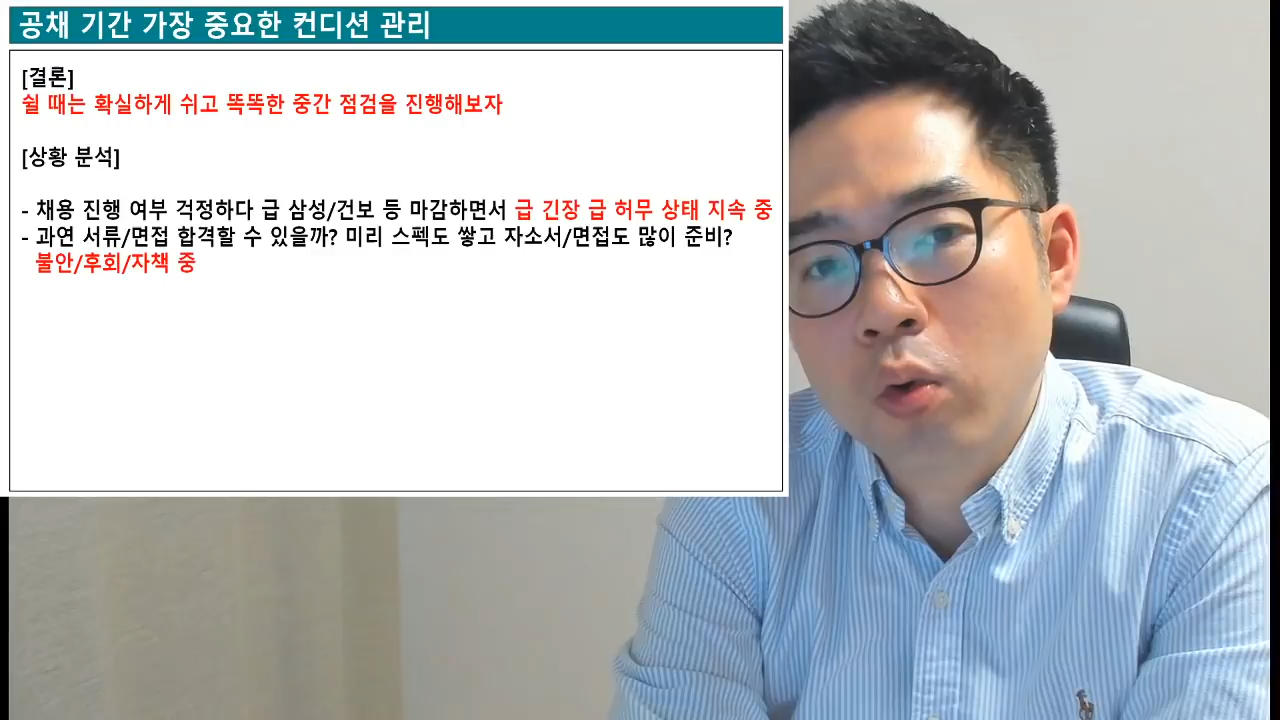 공채 기간 가장 중요한 컨디션 관리
[결론]
쉴 때는 확실하게 쉬고 똑똑한 중간 점검을 진행해보자
[상황 분석]
- 채용 진행 여부 걱정하다 급 삼성/건보 등 마감하면서 급 긴장 급 허무 상태 지속 중
- 과연 서류/면접 합격할 수 있을까? 미리 스펙도 쌓고 자소서/면접도 많이 준비?
불안/후회/자책 중